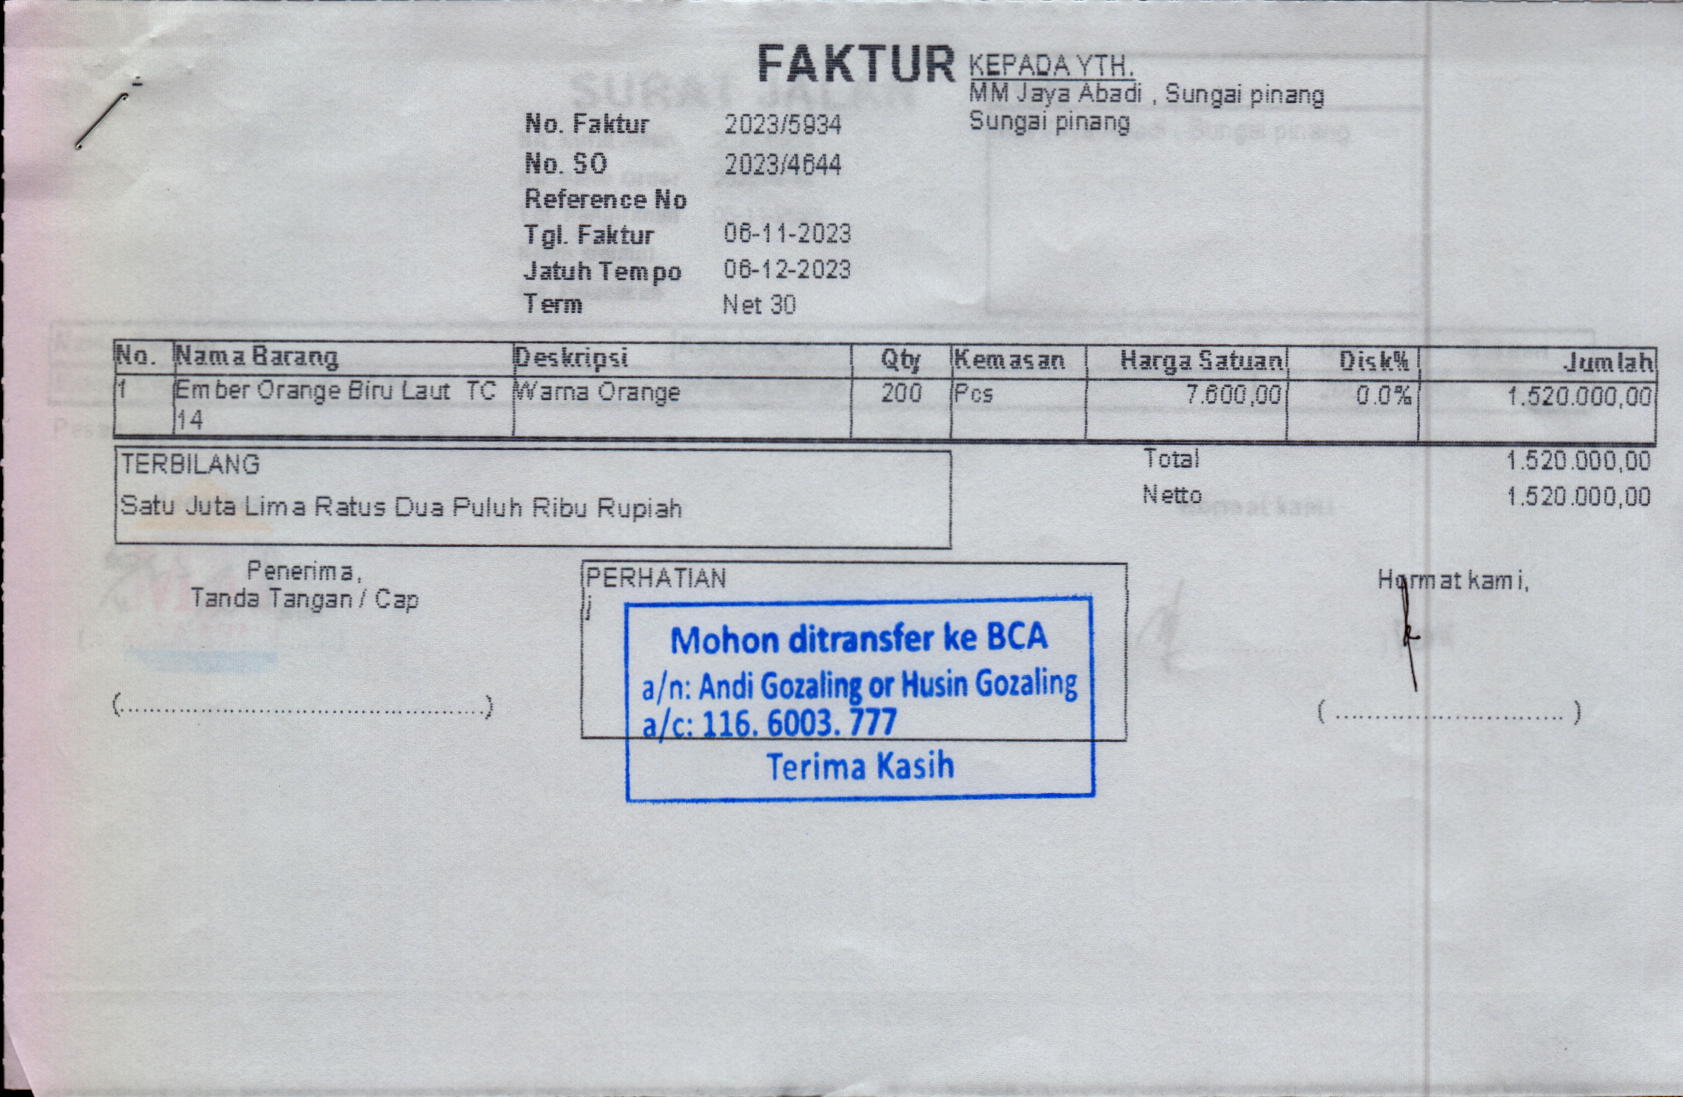 FAKTUR
KEPADA YTH.
MM Jaya Abadi , Sungai pinang
Sungai pinang
No. Faktur 2023/5934
No. SO 2023/4644
Reference No
Tgl. Faktur 06-11-2023
Jatuh Tempo 06-12-2023
Term Net 30
No. Nama Barang Deskripsi Qty Kemasan Harga Satuan Disk% Jumlah
1 Ember Orange Biru Laut TC Warna Orange 200 Pcs 7.600,00 0.0% 1.520.000,00
14
TERBILANG
Satu Juta Lima Ratus Dua Puluh Ribu Rupiah
Total 1.520.000,00
Netto 1.520.000,00
Penerima,
Tanda Tangan / Cap
(................................................)
PERHATIAN
Mohon ditransfer ke BCA
a/n: Andi Gozaling or Husin Gozaling
a/c: 116. 6003. 777
Terima Kasih
Hormat kami,
( .............................. )